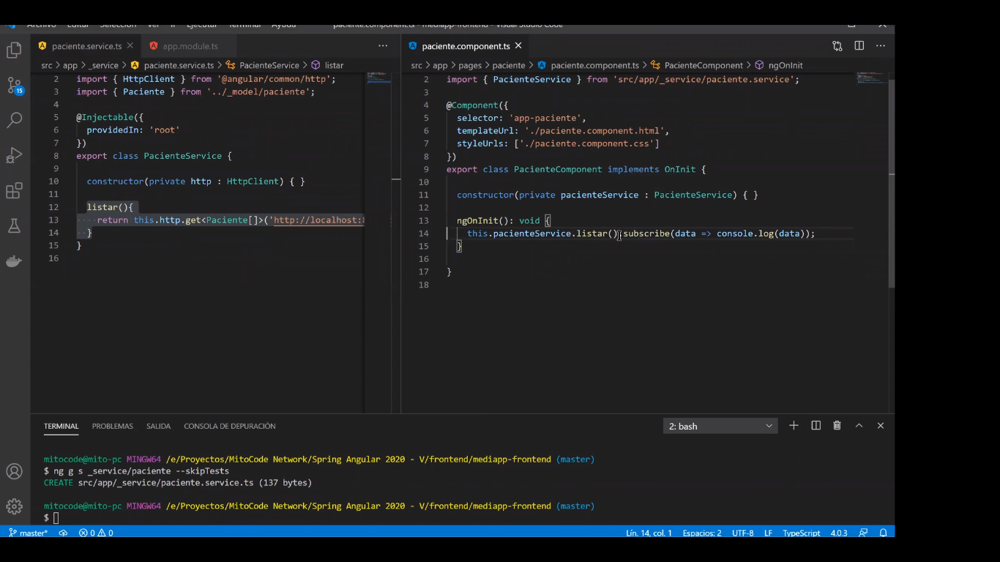 Archivo Editar Selección Ver Ir Ejecutar Terminal Ayuda paciente.component.ts - mediapp-frontend - Visual Studio Code
paciente.service.ts
app.module.ts
src > app > _service > paciente.service.ts > PacienteService > listar
2 import { HttpClient } from '@angular/common/http';
3 import { Paciente } from '../_model/paciente';
4
5 @Injectable({
6 providedIn: 'root'
7 })
8 export class PacienteService {
9
10 constructor(private http : HttpClient) { }
11
12 listar(){
13 return this.http.get<Paciente[]>('http://localhost:
14 }
15 }
16
paciente.component.ts
src > app > pages > paciente > paciente.component.ts > PacienteComponent > ngOnInit
2 import { PacienteService } from 'src/app/_service/paciente.service';
3
4 @Component({
5 selector: 'app-paciente',
6 templateUrl: './paciente.component.html',
7 styleUrls: ['./paciente.component.css']
8 })
9 export class PacienteComponent implements OnInit {
10
11 constructor(private pacienteService : PacienteService) { }
12
13 ngOnInit(): void {
14 this.pacienteService.listar().subscribe(data => console.log(data));
15 }
16
17 }
18
15
TERMINAL PROBLEMAS SALIDA CONSOLA DE DEPURACIÓN
2: bash
mitocode@mito-pc MINGW64 /e/Proyectos/MitoCode Network/Spring Angular 2020 - V/frontend/mediapp-frontend (master)
$ ng g s _service/paciente --skipTests
CREATE src/app/_service/paciente.service.ts (137 bytes)
mitocode@mito-pc MINGW64 /e/Proyectos/MitoCode Network/Spring Angular 2020 - V/frontend/mediapp-frontend (master)
$
master* 0 0 Lín. 14, col. 1 Espacios: 2 UTF-8 LF TypeScript 4.0.3